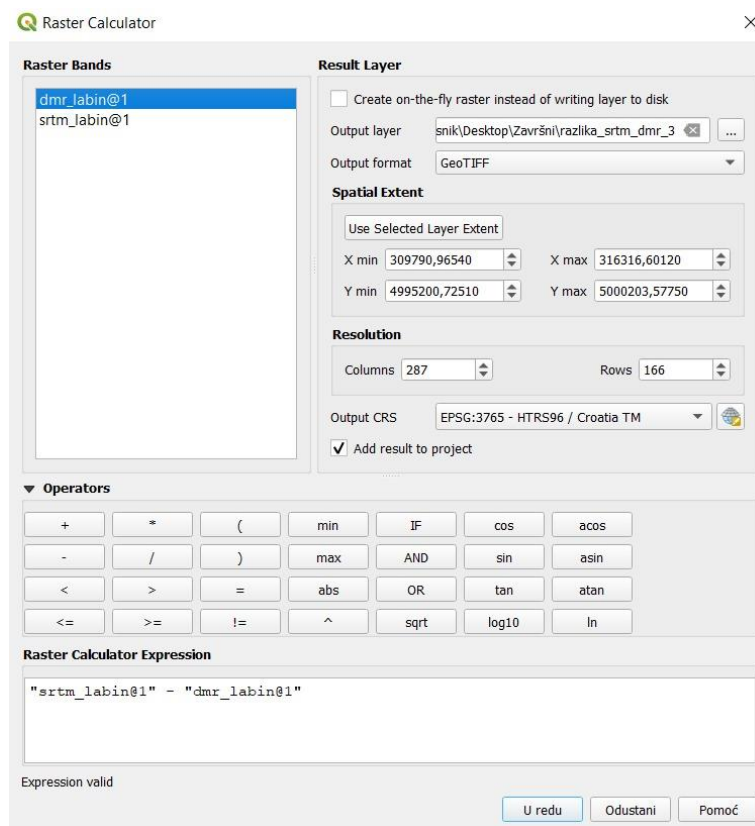 Raster Calculator
Raster Bands
dmr_labin@1
srtm_labin@1
Result Layer
Create on-the-fly raster instead of writing layer to disk
Output layer snik\Desktop\Završni\razlika_srtm_dmr_3 ...
Output format GeoTIFF
Spatial Extent
Use Selected Layer Extent
X min 309790,96540 X max 316316,60120
Y min 4995200,72510 Y max 5000203,57750
Resolution
Columns 287 Rows 166
Output CRS EPSG:3765 - HTRS96 / Croatia TM
Add result to project
Operators
+ * ( min IF cos acos
- / ) max AND sin asin
< > = abs OR tan atan
<= >= != ^ sqrt log10 ln
Raster Calculator Expression
"srtm_labin@1" - "dmr_labin@1"
Expression valid
U redu Odustani Pomoć